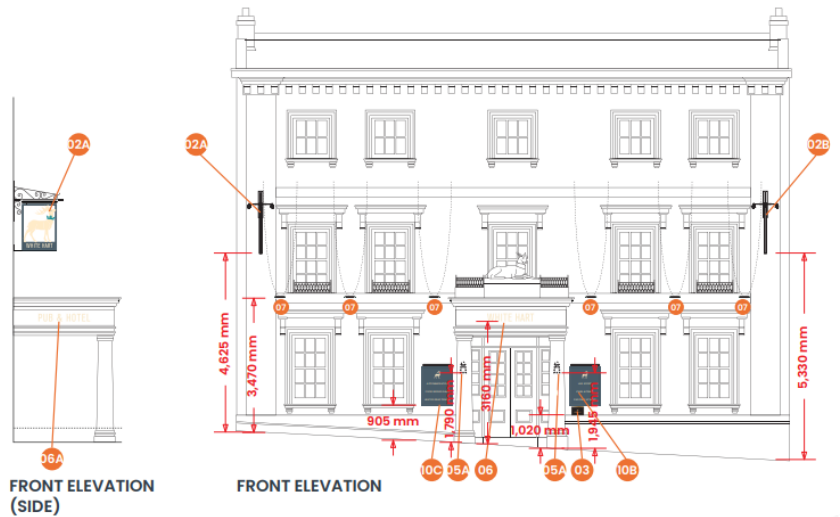 02A
02A
02B
WHITE HART
07
07
07
07
07
07
PUB & HOTEL
WHITE HART
4,625 mm
3,470 mm
905 mm
1,790 mm
3160 mm
1,020 mm
1,945 mm
5,330 mm
06A
10C
05A
06
05A
03
10B
FRONT ELEVATION
(SIDE)
FRONT ELEVATION